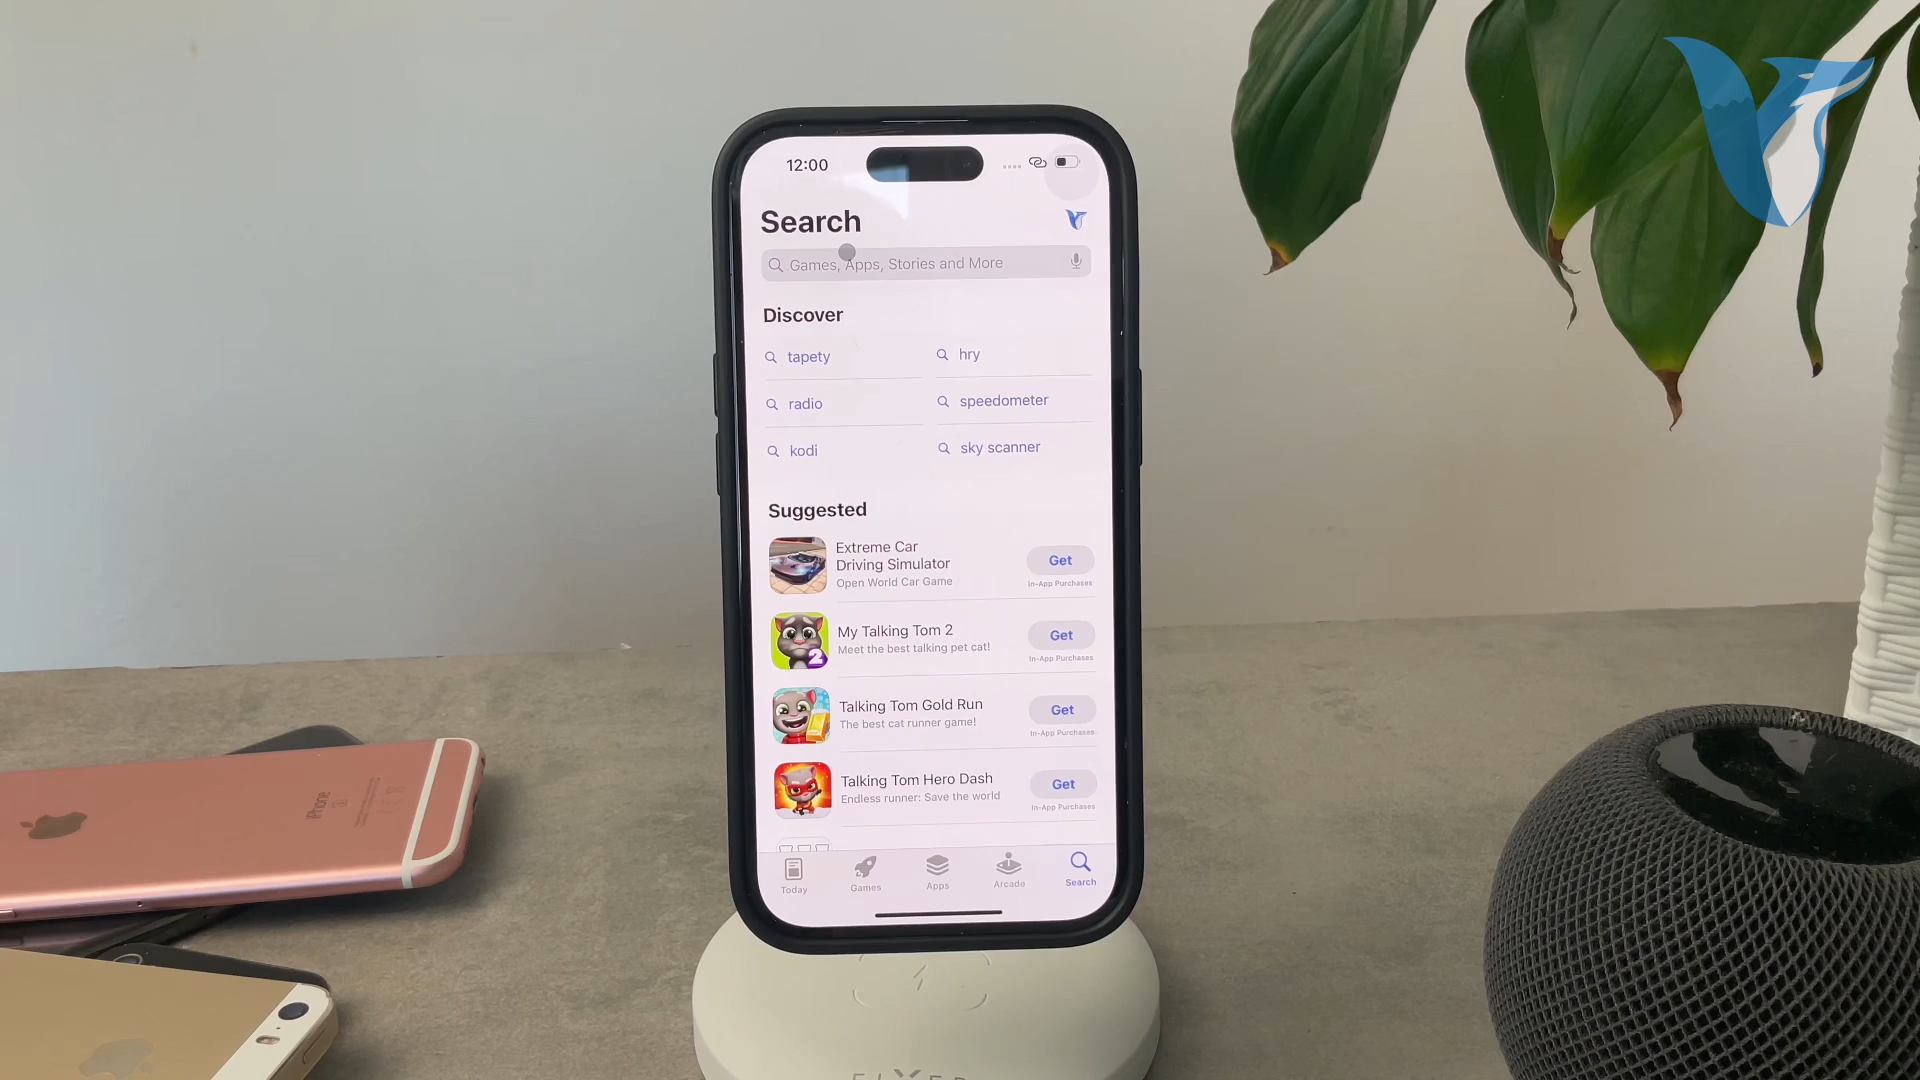 12:00
Search
Games, Apps, Stories and More
Discover
tapety
hry
radio
speedometer
kodi
sky scanner
Suggested
Extreme Car
Driving Simulator
Open World Car Game
Get
In-App Purchases
My Talking Tom 2
Meet the best talking pet cat!
2
Get
In-App Purchases
Talking Tom Gold Run
The best cat runner game!
Get
In-App Purchases
Talking Tom Hero Dash
Endless runner: Save the world
Get
In-App Purchases
Today
Games
Apps
Arcade
Search
iPhone
FIXED